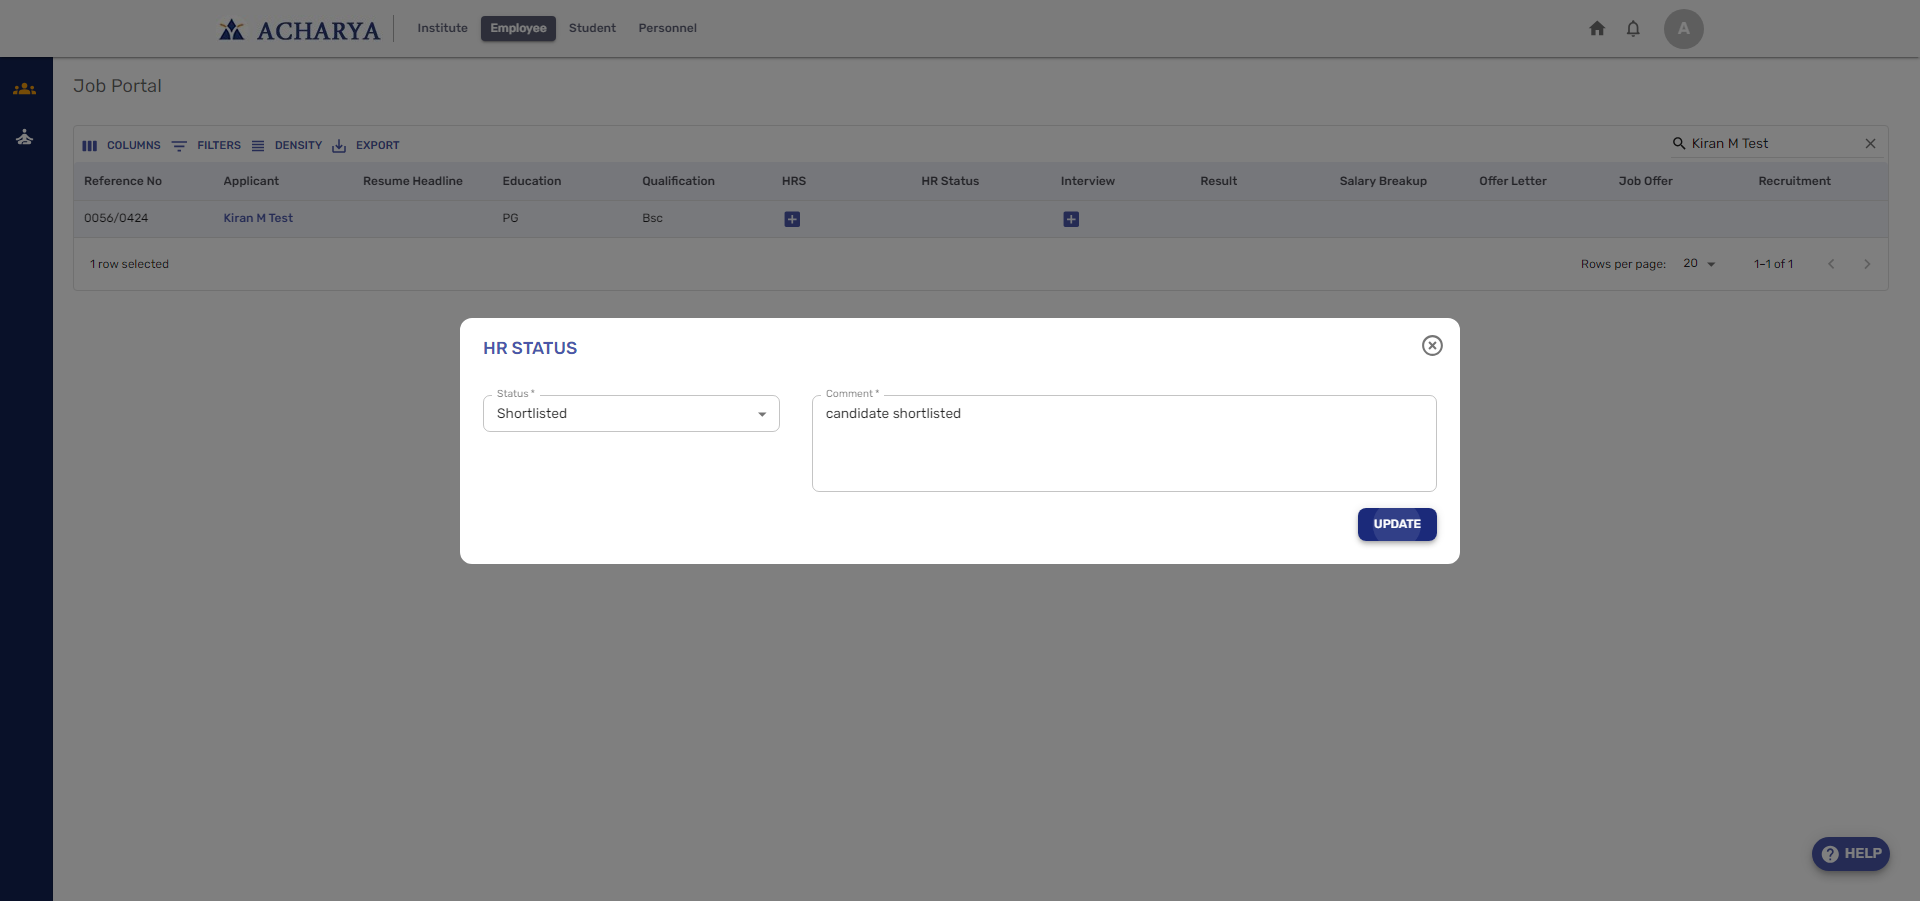 ACHARYA
Institute
Employee
Student
Personnel
A
Job Portal
COLUMNS
FILTERS
DENSITY
EXPORT
Kiran M Test
Reference No
Applicant
Resume Headline
Education
Qualification
HRS
HR Status
Interview
Result
Salary Breakup
Offer Letter
Job Offer
Recruitment
0056/0424
Kiran M Test
PG
Bsc
1 row selected
Rows per page:
20
1–1 of 1
HR STATUS
Status *
Shortlisted
Comment *
candidate shortlisted
UPDATE
HELP